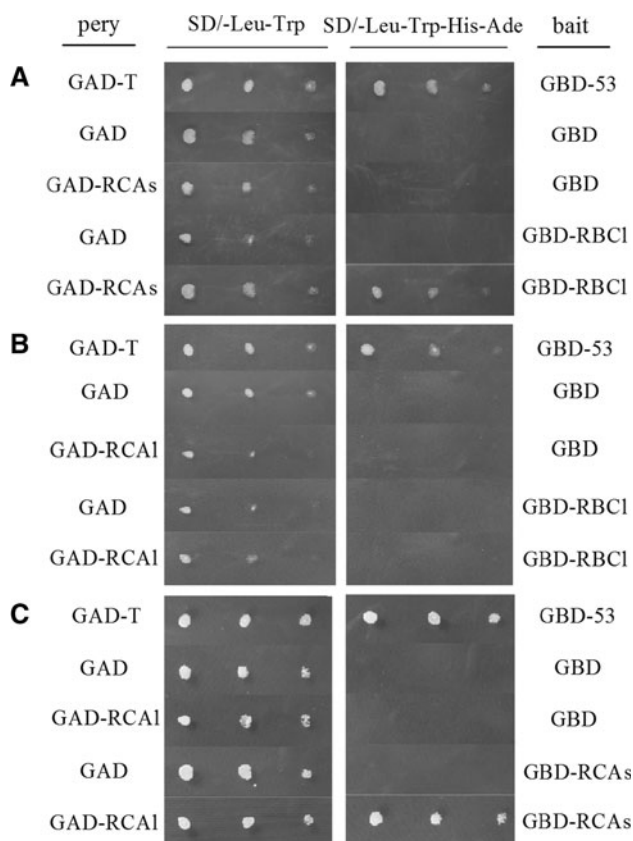 pery SD/-Leu-Trp SD/-Leu-Trp-His-Ade bait
A GAD-T GBD-53
GAD GBD
GAD-RCAs GBD
GAD GBD-RBCl
GAD-RCAs GBD-RBCl
B GAD-T GBD-53
GAD GBD
GAD-RCAl GBD
GAD GBD-RBCl
GAD-RCAl GBD-RBCl
C GAD-T GBD-53
GAD GBD
GAD-RCAl GBD
GAD GBD-RCAs
GAD-RCAl GBD-RCAs